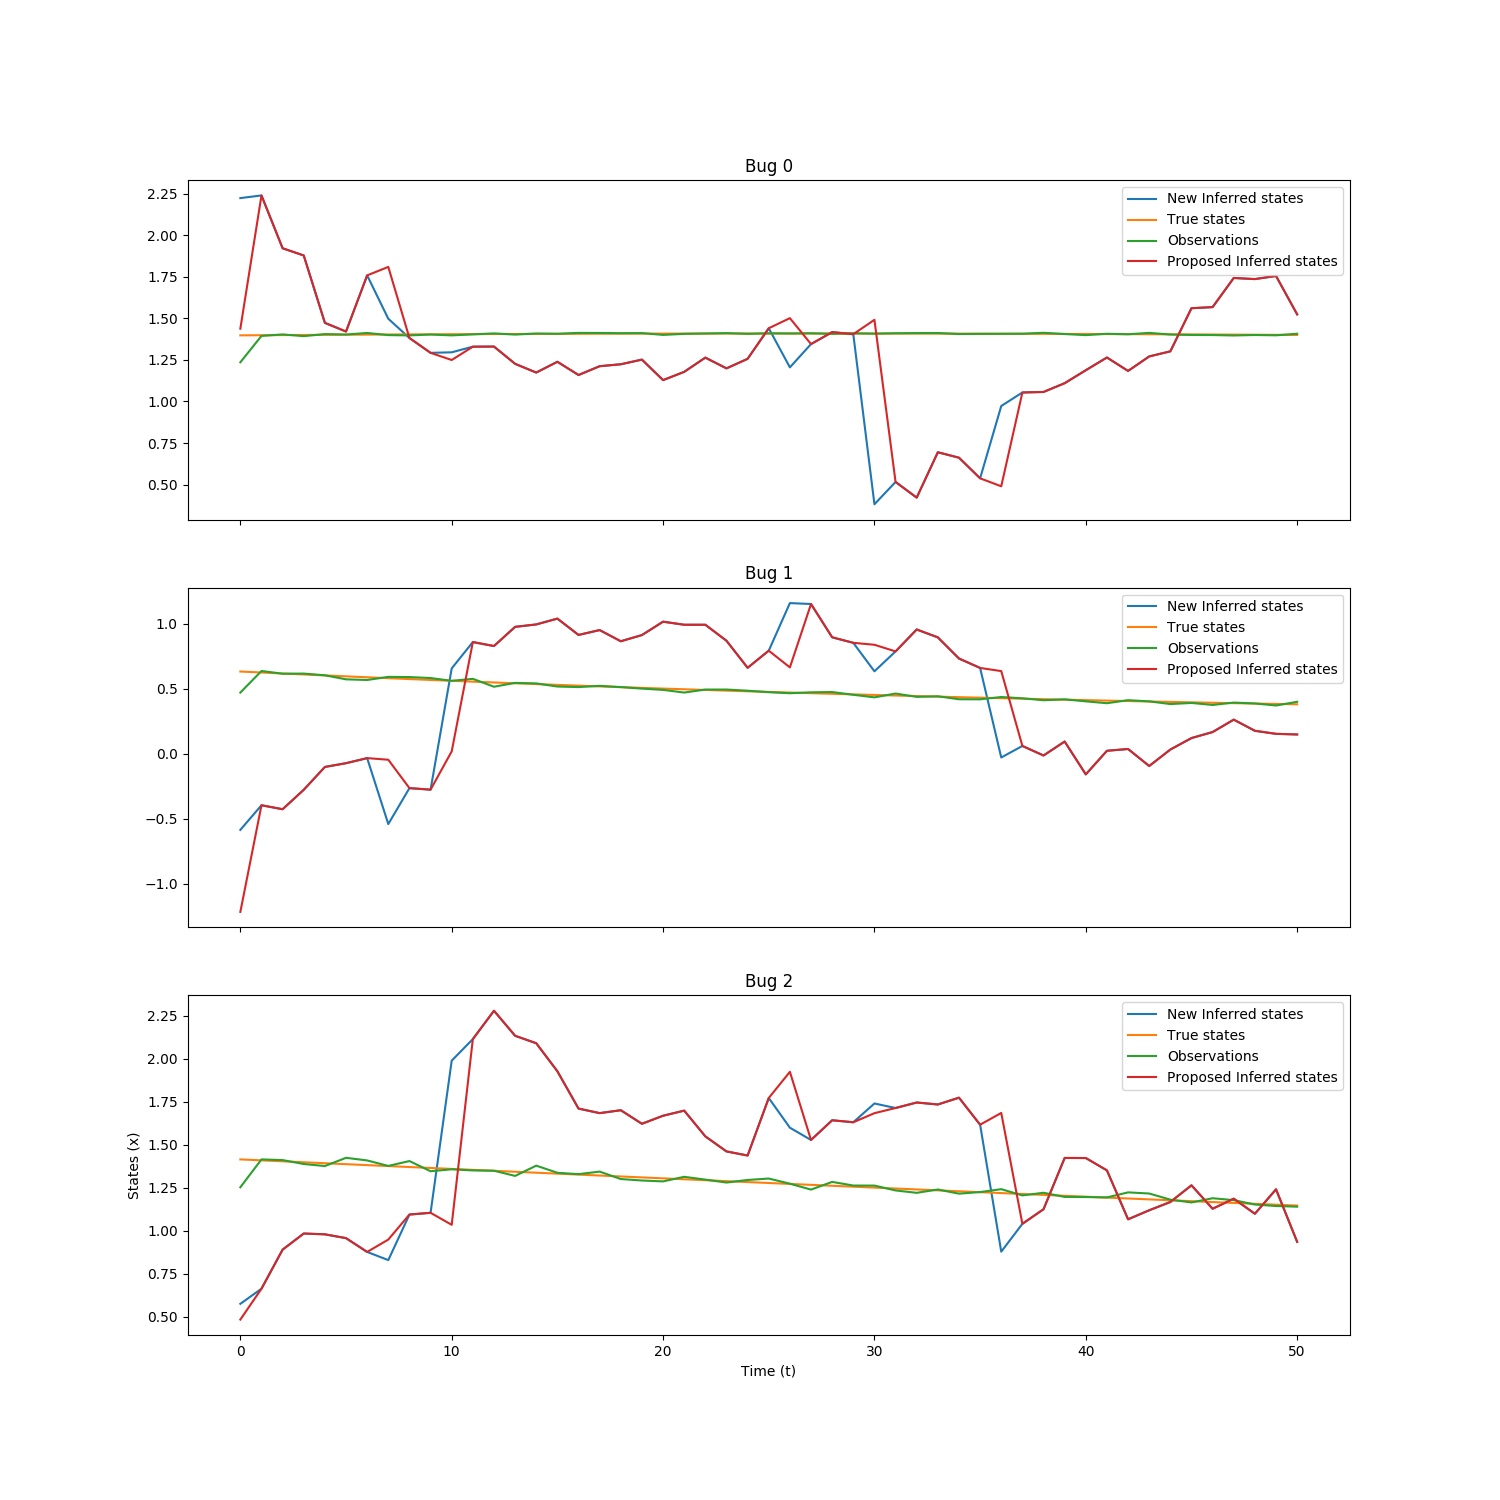 Bug 0
2.25
2.00
1.75
1.50
1.25
1.00
0.75
0.50
New Inferred states
True states
Observations
Proposed Inferred states
Bug 1
1.0
0.5
0.0
−0.5
−1.0
New Inferred states
True states
Observations
Proposed Inferred states
Bug 2
States (x)
2.25
2.00
1.75
1.50
1.25
1.00
0.75
0.50
New Inferred states
True states
Observations
Proposed Inferred states
0 10 20 30 40 50
Time (t)